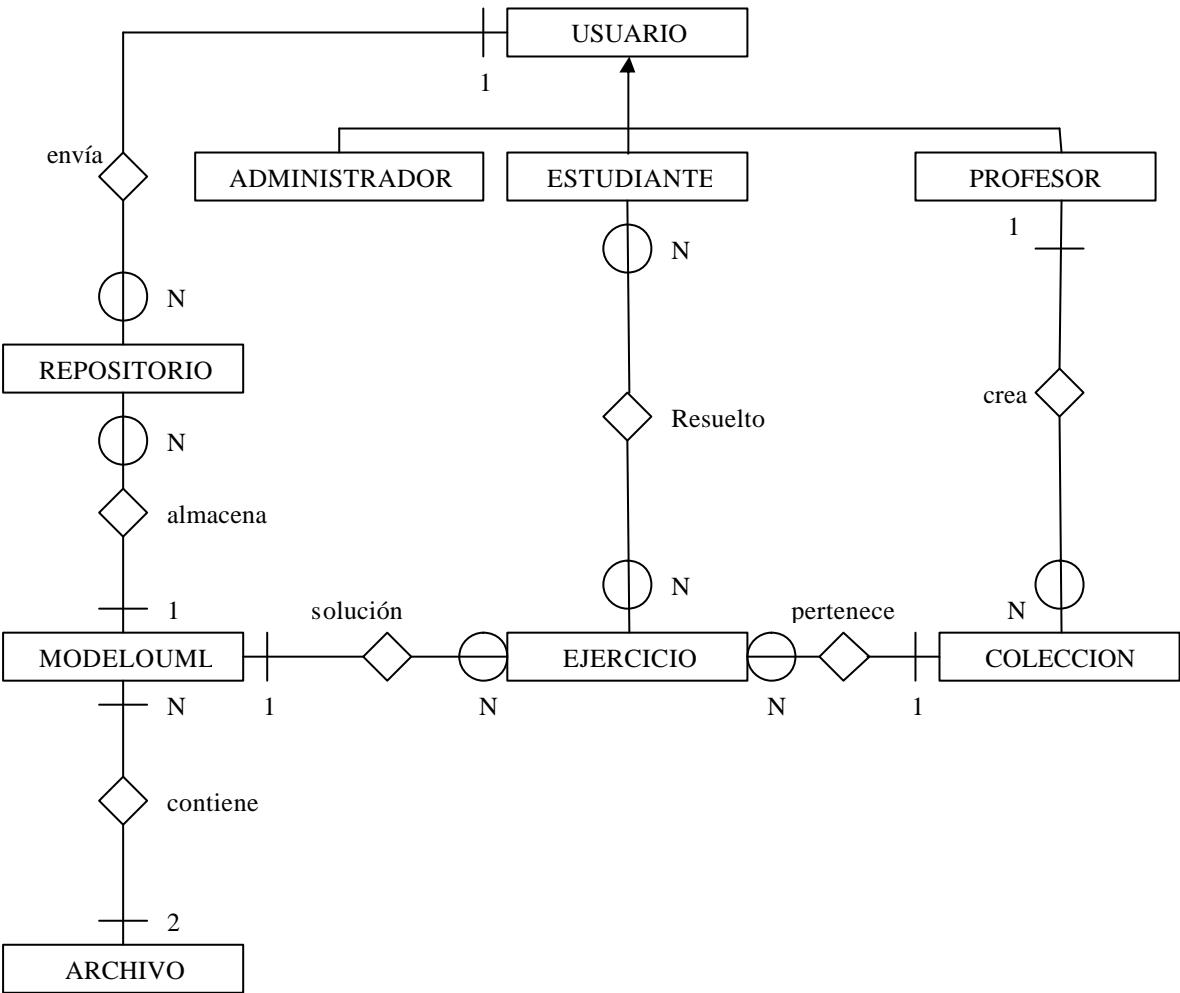 USUARIO
1
envía
ADMINISTRADOR
ESTUDIANTE
PROFESOR
N
1
N
REPOSITORIO
N
crea
Resuelto
almacena
1
solución
N
pertenece
N
MODELOUML
EJERCICIO
COLECCION
N
1
N
N
1
contiene
2
ARCHIVO